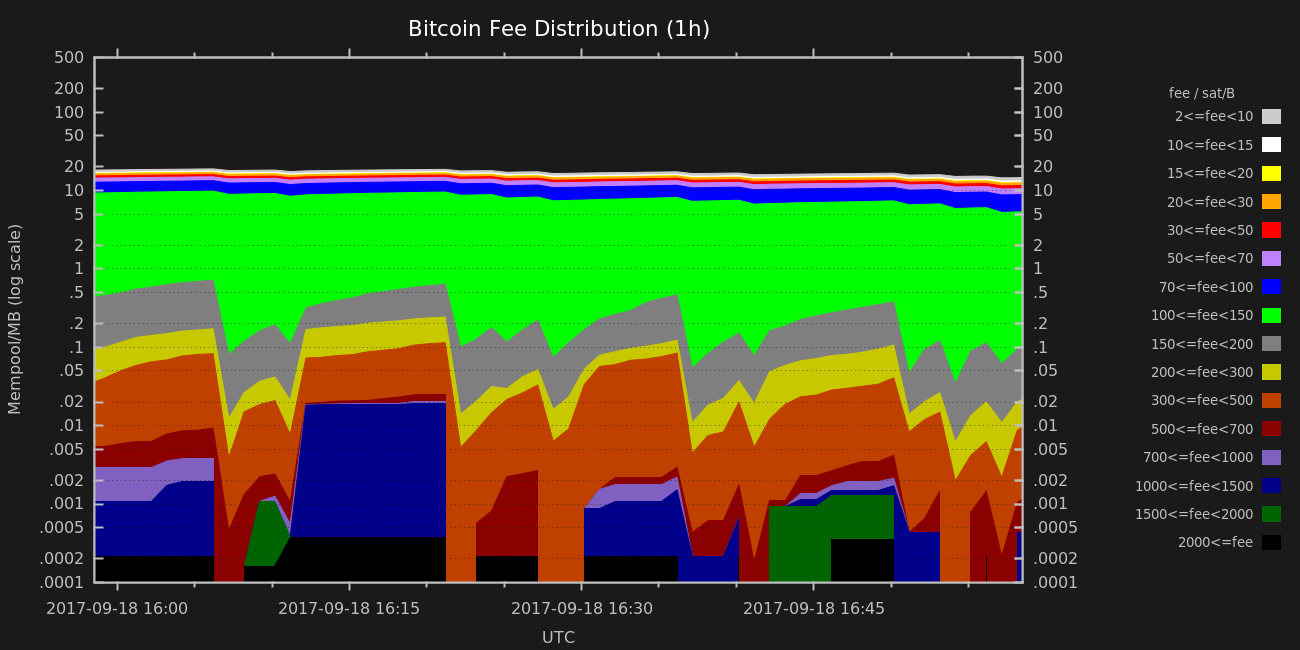 Bitcoin Fee Distribution (1h)
500 500
200 200
100 100
50 50
20 20
10 10
5 5
2 2
1 1
.5 .5
.2 .2
.1 .1
.05 .05
.02 .02
.01 .01
.005 .005
.002 .002
.001 .001
.0005 .0005
.0002 .0002
.0001 .0001
Mempool/MB (log scale)
2017-09-18 16:00 2017-09-18 16:15 2017-09-18 16:30 2017-09-18 16:45
UTC
fee / sat/B
2<=fee<10
10<=fee<15
15<=fee<20
20<=fee<30
30<=fee<50
50<=fee<70
70<=fee<100
100<=fee<150
150<=fee<200
200<=fee<300
300<=fee<500
500<=fee<700
700<=fee<1000
1000<=fee<1500
1500<=fee<2000
2000<=fee